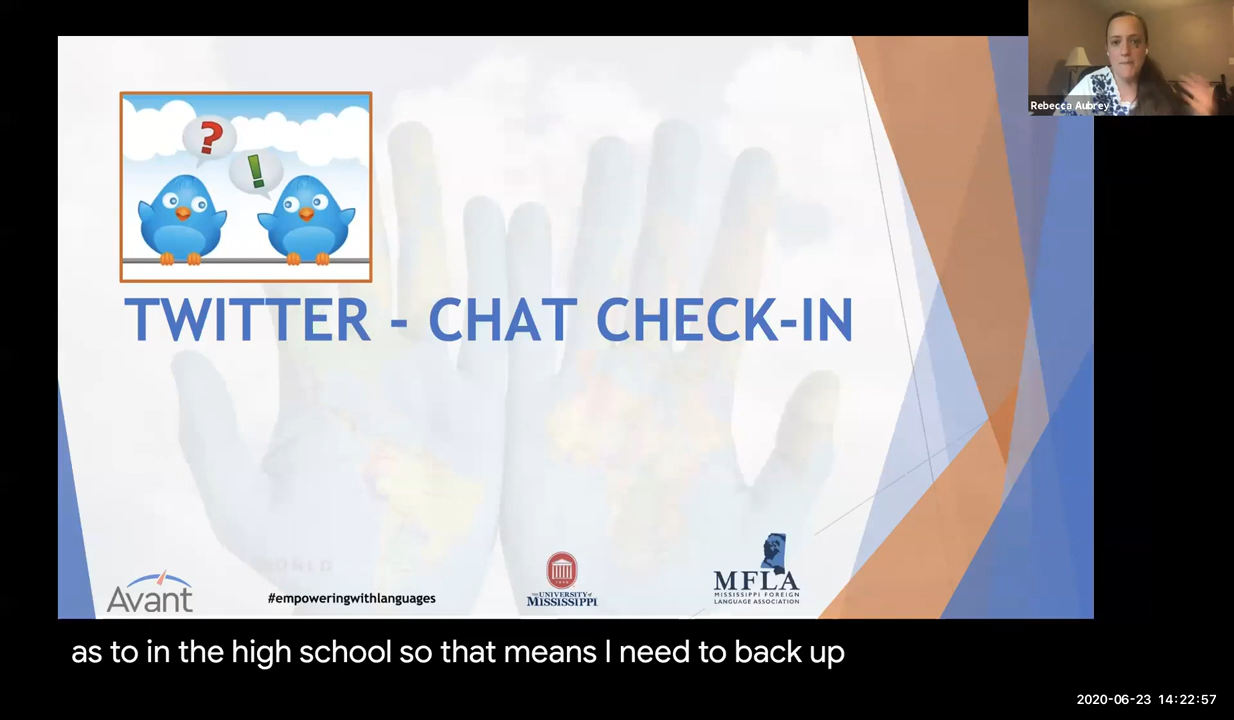 Rebecca Aubrey
?
!
TWITTER - CHAT CHECK-IN
Avant
#empoweringwithlanguages
THE UNIVERSITY of
MISSISSIPPI
MFLA
MISSISSIPPI FOREIGN
LANGUAGE ASSOCIATION
as to in the high school so that means I need to back up
2020-06-23 14:22:57